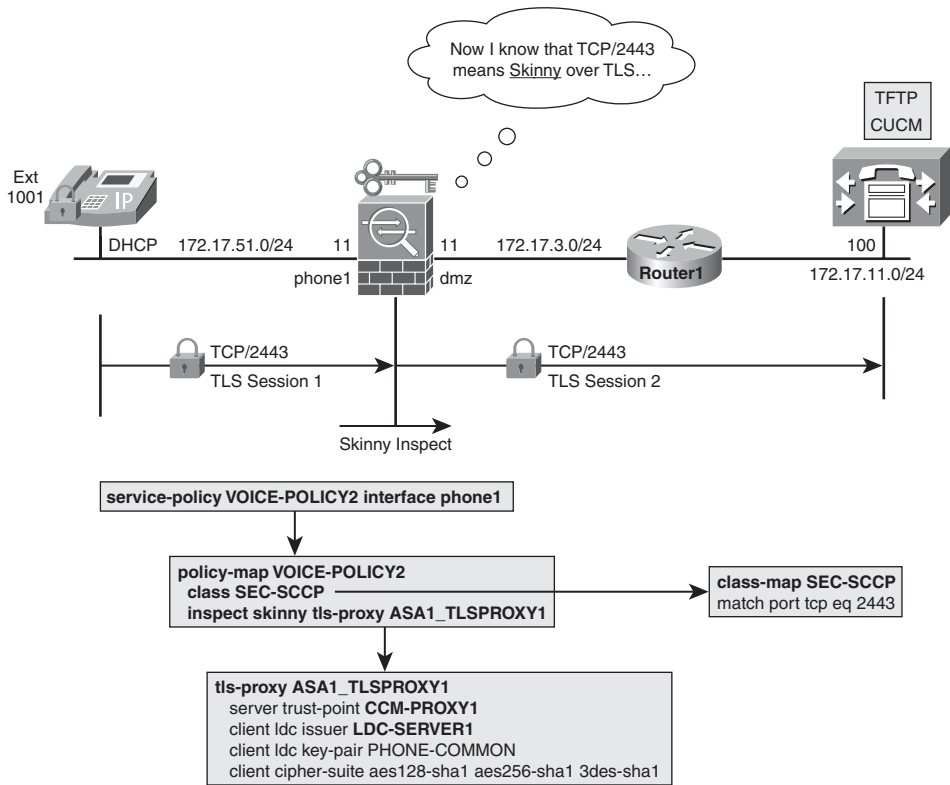 Now I know that TCP/2443
means Skinny over TLS…
TFTP
CUCM
Ext
1001
IP
DHCP
172.17.51.0/24
11
11
172.17.3.0/24
100
phone1
dmz
Router1
172.17.11.0/24
TCP/2443
TLS Session 1
TCP/2443
TLS Session 2
Skinny Inspect
service-policy VOICE-POLICY2 interface phone1
policy-map VOICE-POLICY2
class SEC-SCCP
inspect skinny tls-proxy ASA1_TLSPROXY1
class-map SEC-SCCP
match port tcp eq 2443
tls-proxy ASA1_TLSPROXY1
server trust-point CCM-PROXY1
client ldc issuer LDC-SERVER1
client ldc key-pair PHONE-COMMON
client cipher-suite aes128-sha1 aes256-sha1 3des-sha1